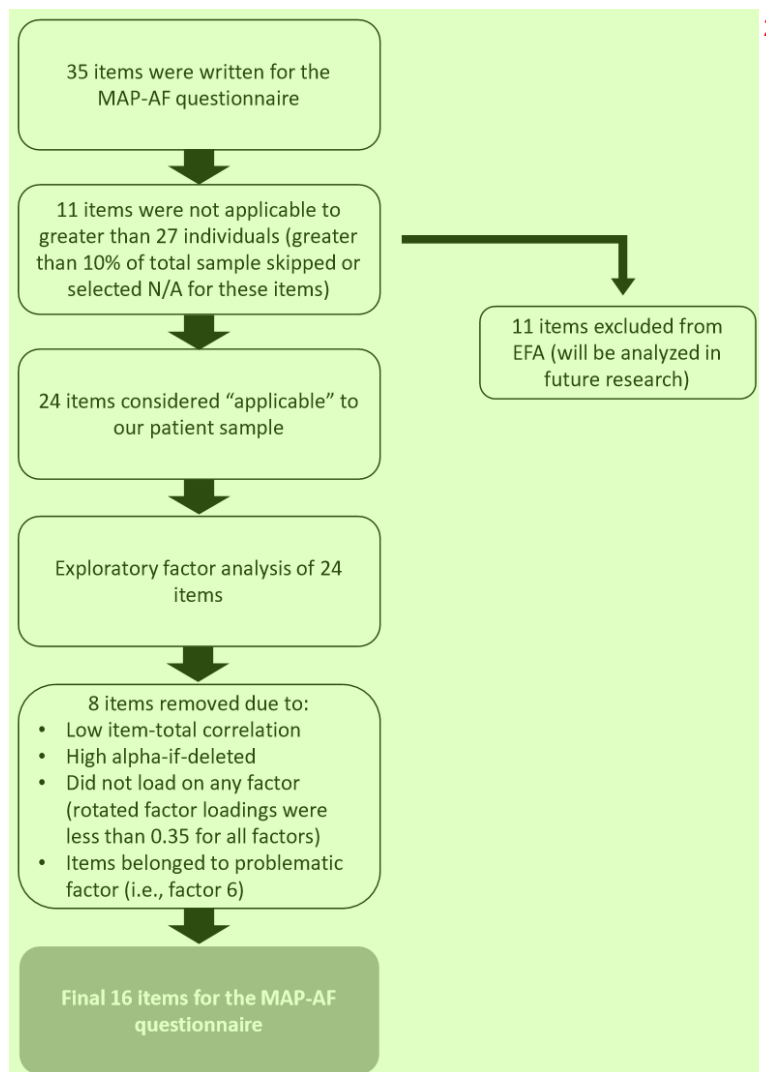 35 items were written for the
MAP-AF questionnaire
11 items were not applicable to
greater than 27 individuals (greater
than 10% of total sample skipped or
selected N/A for these items)
11 items excluded from
EFA (will be analyzed in
future research)
24 items considered “applicable” to
our patient sample
Exploratory factor analysis of 24
items
8 items removed due to:
• Low item-total correlation
• High alpha-if-deleted
• Did not load on any factor
(rotated factor loadings were
less than 0.35 for all factors)
• Items belonged to problematic
factor (i.e., factor 6)
Final 16 items for the MAP-AF
questionnaire